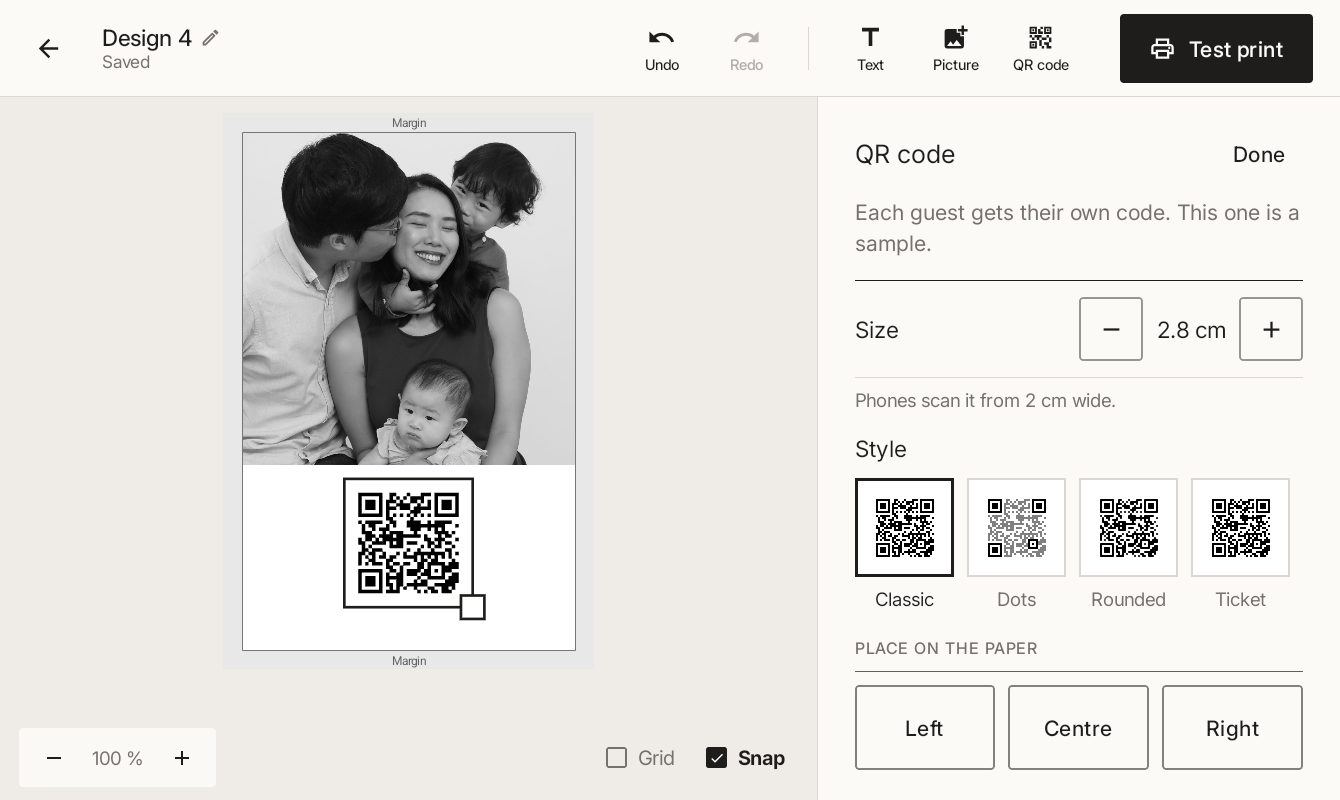 Design 4
Saved
Undo
Redo
Text
Picture
QR code
Test print
Margin
Margin
100 %
Grid
Snap
QR code
Done
Each guest gets their own code. This one is a
sample.
Size
2.8 cm
Phones scan it from 2 cm wide.
Style
Classic
Dots
Rounded
Ticket
PLACE ON THE PAPER
Left
Centre
Right